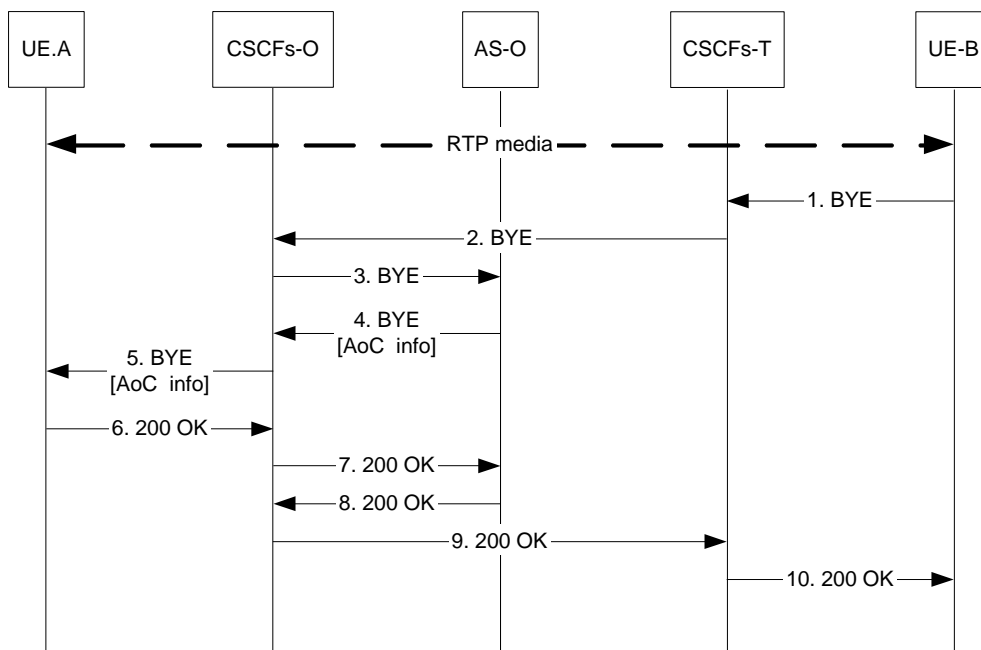 UE.A
CSCFs-O
AS-O
CSCFs-T
UE-B
RTP media
1. BYE
2. BYE
3. BYE
4. BYE
[AoC info]
5. BYE
[AoC info]
6. 200 OK
7. 200 OK
8. 200 OK
9. 200 OK
10. 200 OK